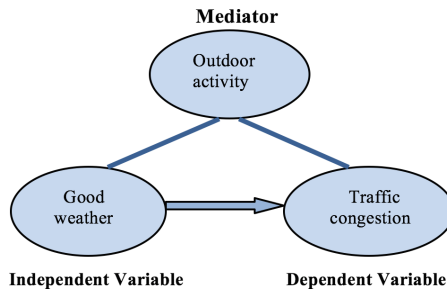 Mediator
Outdoor
activity
Good
weather
Traffic
congestion
Independent Variable
Dependent Variable